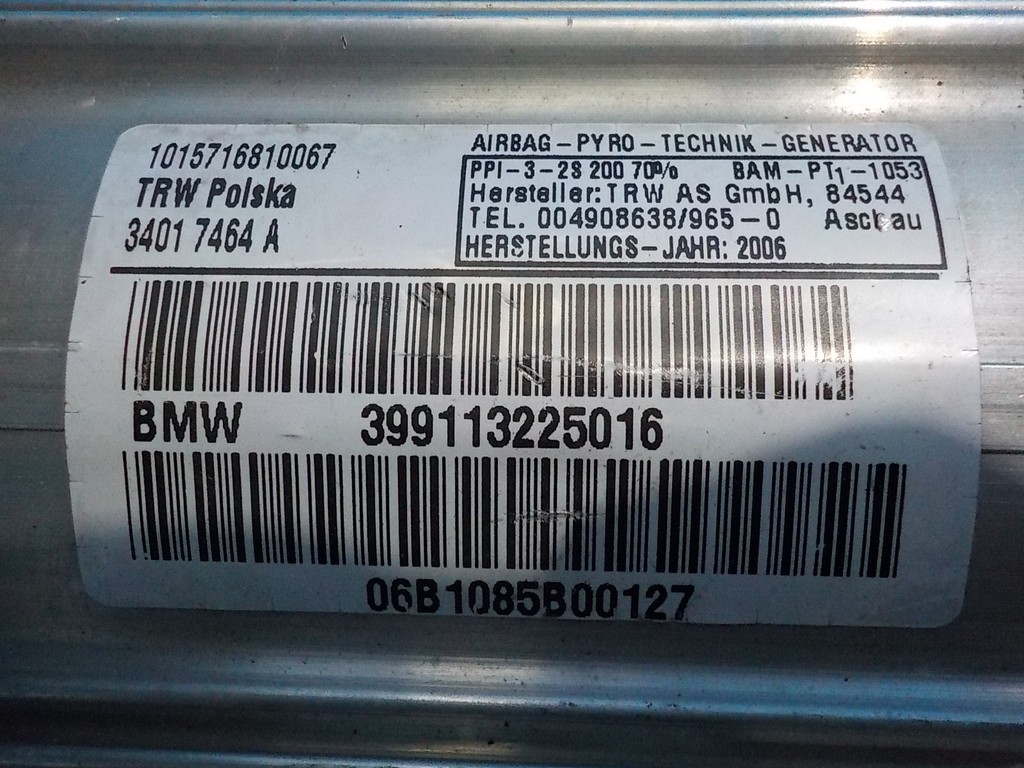 1015716810067
TRW Polska
3401 7464 A
AIRBAG-PYRO-TECHNIK-GENERATOR
PPI-3-2S 200 70% BAM-PT1-1053
Hersteller: TRW AS GmbH, 84544
TEL. 004908638/965-0 Aschau
HERSTELLUNGS-JAHR: 2006
BMW 399113225016
06B1085B00127